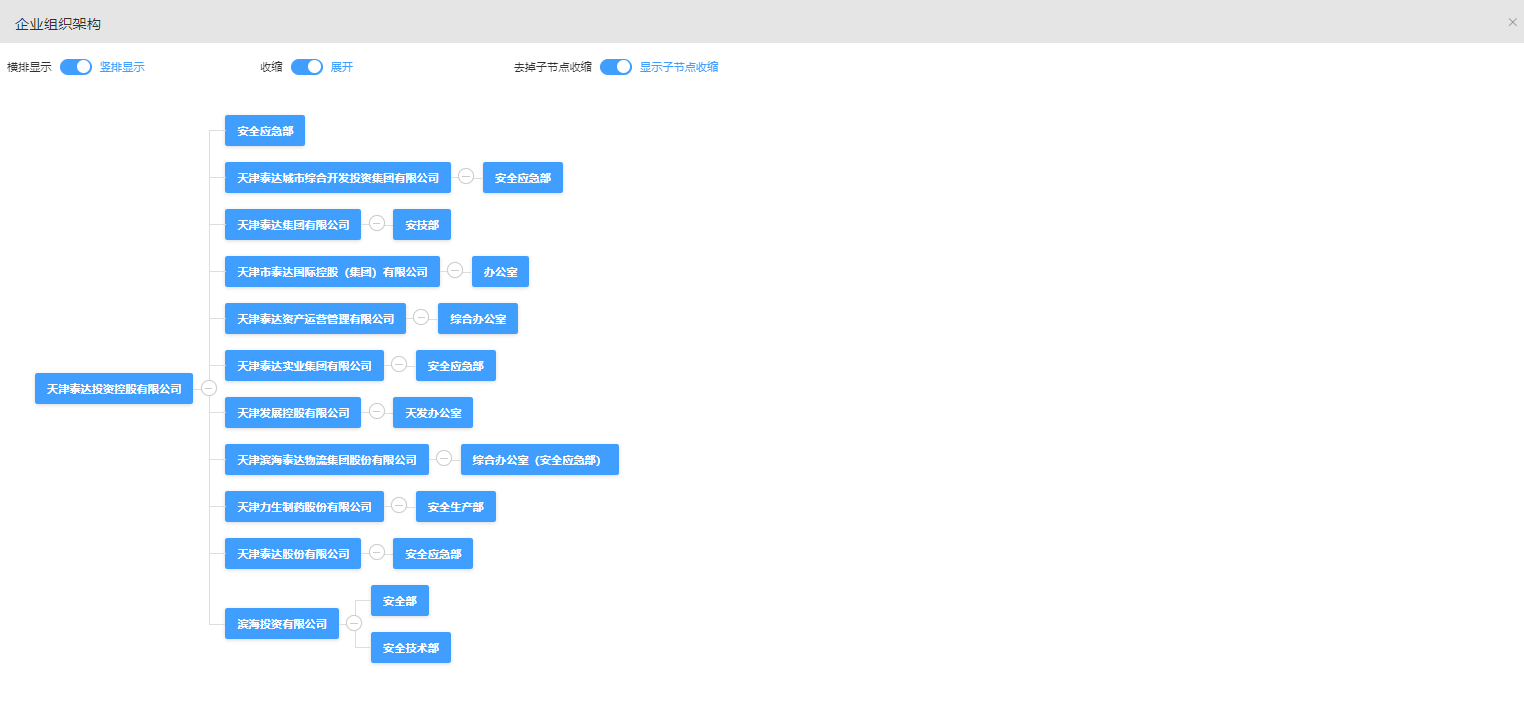 企业组织架构
横排显示 竖排显示 收缩 展开 去掉子节点收缩 显示子节点收缩
安全应急部
天津泰达城市综合开发投资集团有限公司 安全应急部
天津泰达集团有限公司 安技部
天津市泰达国际控股（集团）有限公司 办公室
天津泰达资产运营管理有限公司 综合办公室
天津泰达实业集团有限公司 安全应急部
天津泰达投资控股有限公司
天津发展控股有限公司 天发办公室
天津滨海泰达物流集团股份有限公司 综合办公室（安全应急部）
天津力生制药股份有限公司 安全生产部
天津泰达股份有限公司 安全应急部
安全部
滨海投资有限公司
安全技术部